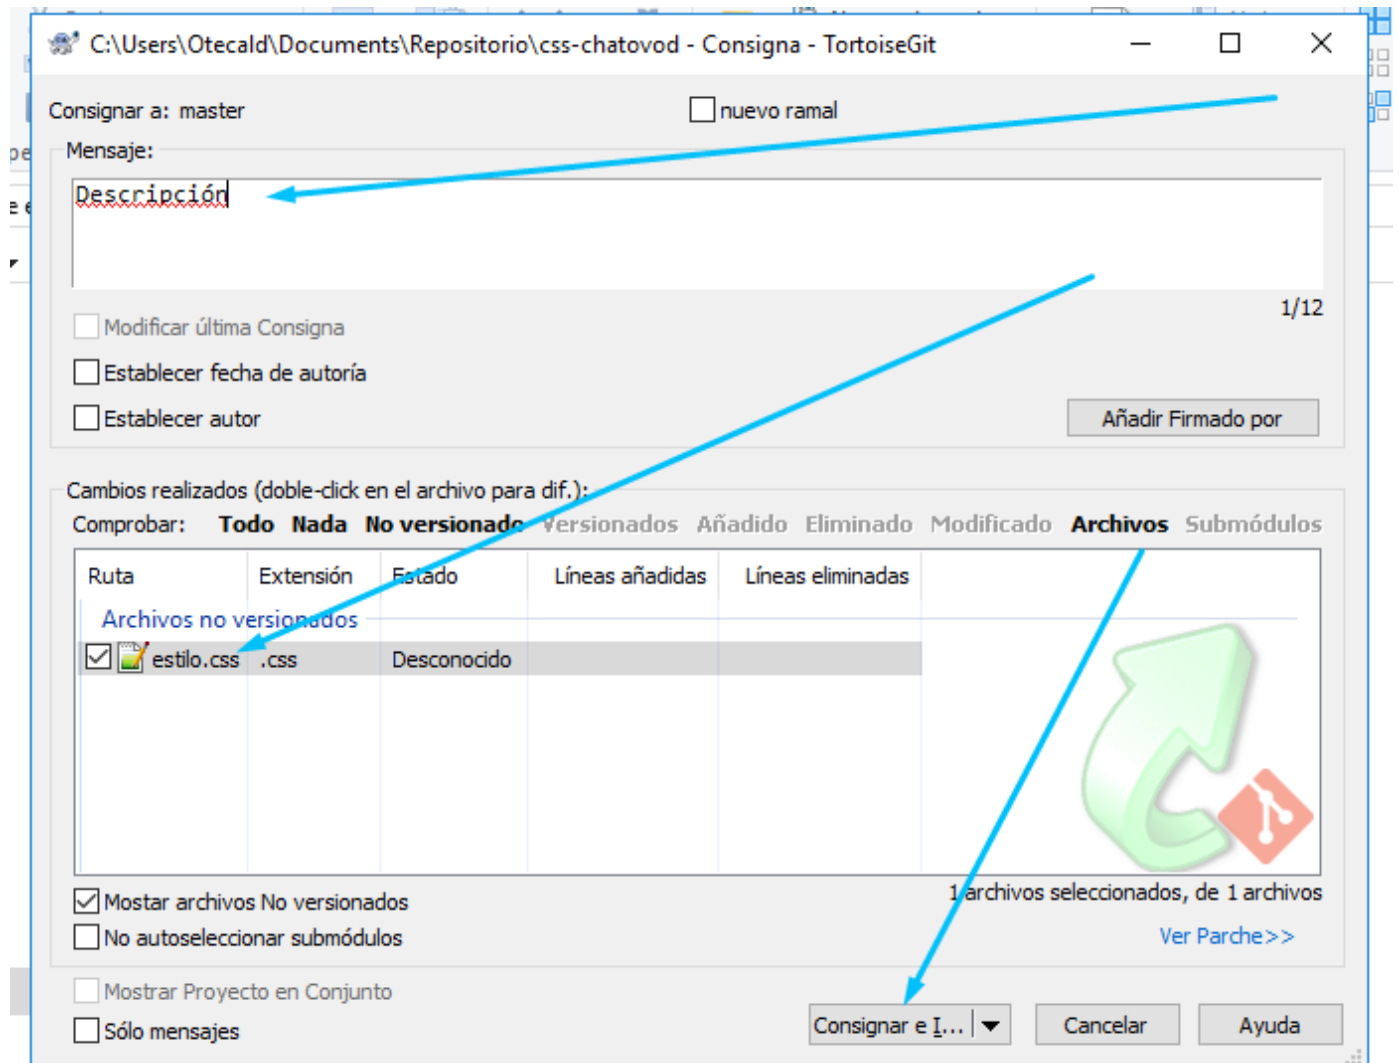 C:\Users\Otecald\Documents\Repositorio\css-chatovod - Consigna - TortoiseGit
Consignar a: master
nuevo ramal
Mensaje:
Descripción
1/12
Modificar última Consigna
Establecer fecha de autoría
Establecer autor
Añadir Firmado por
Cambios realizados (doble-click en el archivo para dif.):
Comprobar: Todo Nada No versionado Versionados Añadido Eliminado Modificado Archivos Submódulos
Ruta Extensión Estado Líneas añadidas Líneas eliminadas
Archivos no versionados
estilo.css .css Desconocido
Mostar archivos No versionados
1 archivos seleccionados, de 1 archivos
No autoseleccionar submódulos
Ver Parche>>
Mostrar Proyecto en Conjunto
Sólo mensajes
Consignar e I... Cancelar Ayuda